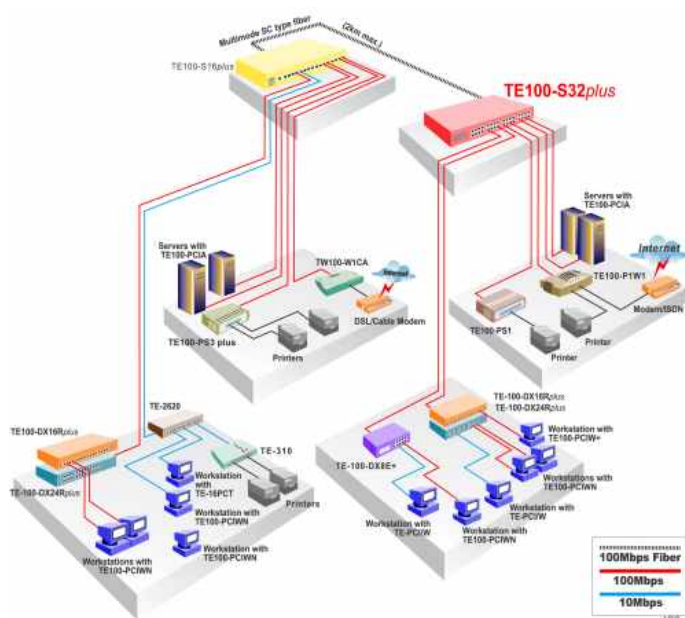 Multimode SC type fiber
(2km max.)
TE100-S16plus
TE100-S32plus
Servers with
TE100-PCIA
Servers with
TE100-PCIA
TW100-W1CA
Internet
DSL/Cable Modem
TE100-PS3 plus
Printers
Internet
TE100-P1W1
Modem/ISDN
TE100-PS1
Printer
Printer
TE-2620
TE100-DX16Rplus
TE-100-DX24Rplus
TE-310
Workstation
with
TE-16PCT
Printers
Workstation with
TE100-PCIWN
Workstations with
TE100-PCIWN
Workstation with
TE100-PCIWN
TE-100-DX16Rplus
TE-100-DX24Rplus
Workstation with
TE-100-PCIW+
TE-100-DX8E+
Workstations with
TE100-PCIWN
Workstation with
TE-PCI/W
Workstation with
TE-PCI/W
Workstation with
TE100-PCIWN
100Mbps Fiber
100Mbps
10Mbps